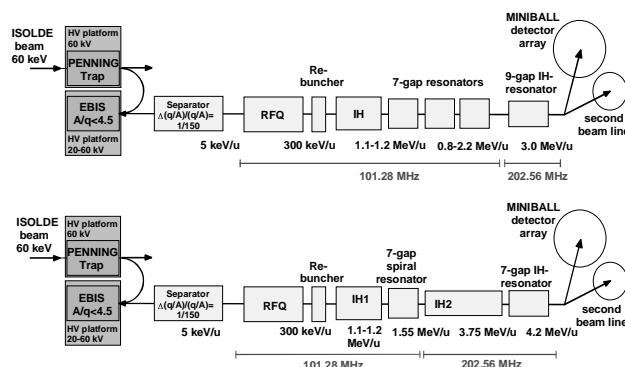 ISOLDE
beam
60 keV
HV platform
60 kV
PENNING
Trap
EBIS
A/q<4.5
HV platform
20-60 kV
Separator
Δ(q/A)/(q/A)=
1/150
5 keV/u
RFQ
Re-
buncher
300 keV/u
IH
1.1-1.2 MeV/u
7-gap resonators
0.8-2.2 MeV/u
9-gap IH-
resonator
3.0 MeV/u
MINIBALL
detector
array
second
beam line
101.28 MHz
202.56 MHz
ISOLDE
beam
60 keV
HV platform
60 kV
PENNING
Trap
EBIS
A/q<4.5
HV platform
20-60 kV
Separator
Δ(q/A)/(q/A)=
1/150
5 keV/u
RFQ
Re-
buncher
300 keV/u
IH1
1.1-1.2
MeV/u
7-gap
spiral
resonator
1.55 MeV/u
IH2
3.75 MeV/u
7-gap IH-
resonator
4.2 MeV/u
MINIBALL
detector
array
second
beam line
101.28 MHz
202.56 MHz